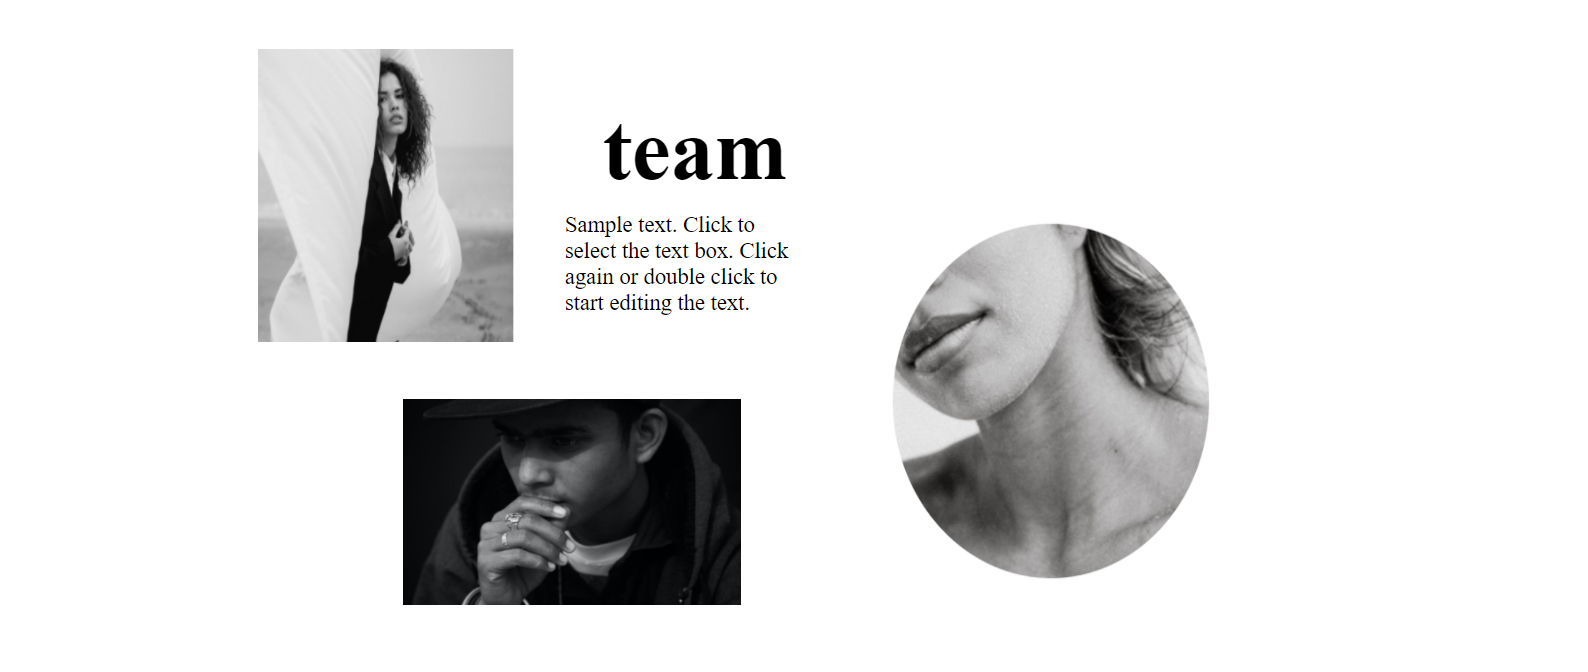 team
Sample text. Click to
select the text box. Click
again or double click to
start editing the text.